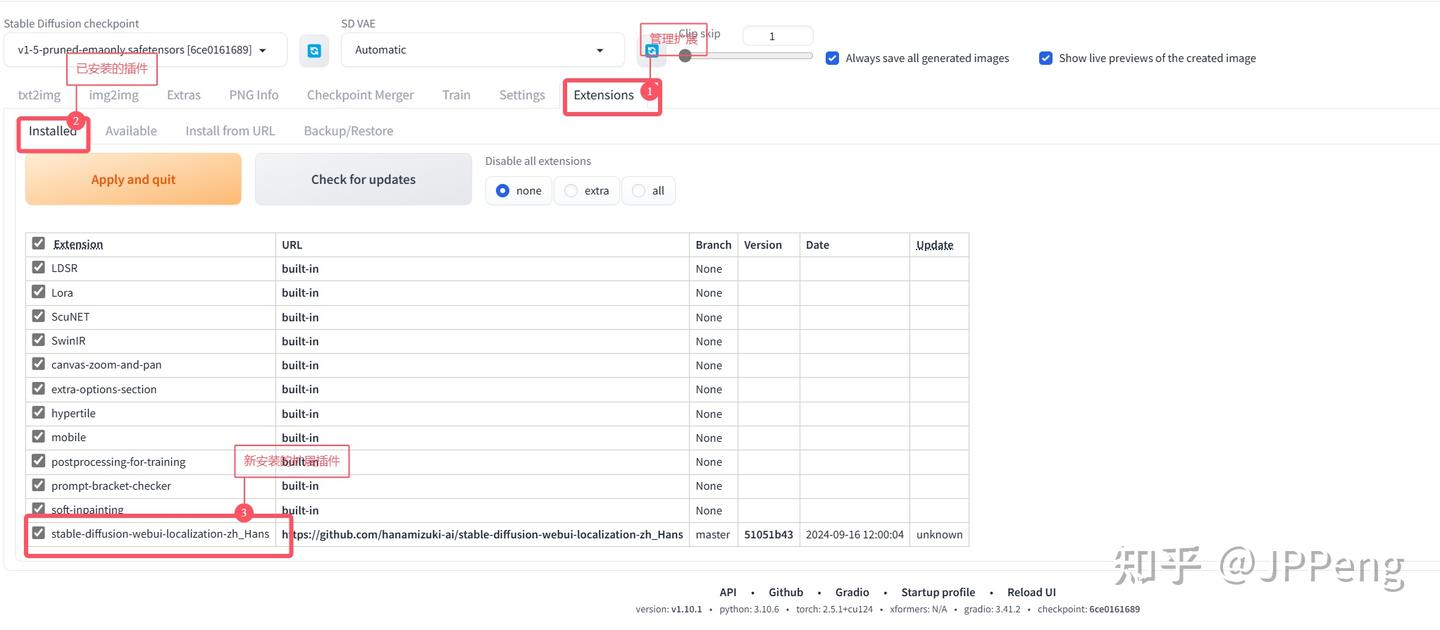 Stable Diffusion checkpoint
SD VAE
管理扩展
Clip skip
1
v1-5-pruned-emaonly.safetensors [6ce0161689]
Automatic
Always save all generated images
Show live previews of the created image
已安装的插件
txt2img
img2img
Extras
PNG Info
Checkpoint Merger
Train
Settings
Extensions
1
2
Installed
Available
Install from URL
Backup/Restore
Apply and quit
Check for updates
Disable all extensions
none
extra
all
Extension URL Branch Version Date Update
LDSR built-in None
Lora built-in None
ScuNET built-in None
SwinIR built-in None
canvas-zoom-and-pan built-in None
extra-options-section built-in None
hypertile built-in None
mobile built-in None
postprocessing-for-training built-in None
新安装的扩展插件
prompt-bracket-checker built-in None
soft-inpainting built-in None
3
stable-diffusion-webui-localization-zh_Hans https://github.com/hanamizuki-ai/stable-diffusion-webui-localization-zh_Hans master 51051b43 2024-09-16 12:00:04 unknown
知乎 @JPPeng
API • Github • Gradio • Startup profile • Reload UI
version: v1.10.1 • python: 3.10.6 • torch: 2.5.1+cu124 • xformers: N/A • gradio: 3.41.2 • checkpoint: 6ce0161689